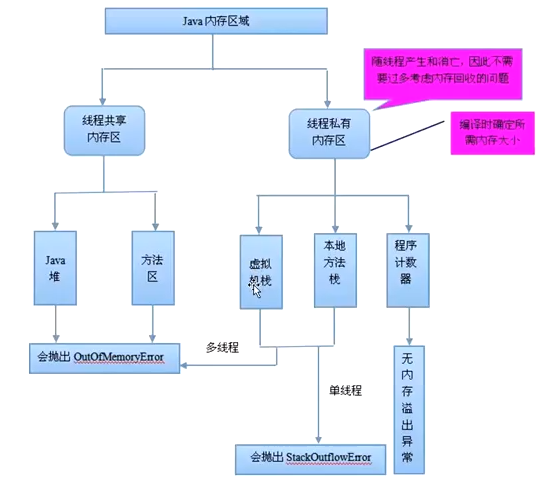 Java 内存区域
随线程产生和消亡，因此不需
要过多考虑内存回收的问题
线程共享
内存区
线程私有
内存区
编译时确定所
需内存大小
Java
堆
方法
区
虚拟
机栈
本地
方法
栈
程序
计数
器
会抛出 OutOfMemoryError
多线程
单线程
无
内
存
溢
出
异
常
会抛出 StackOutflowError